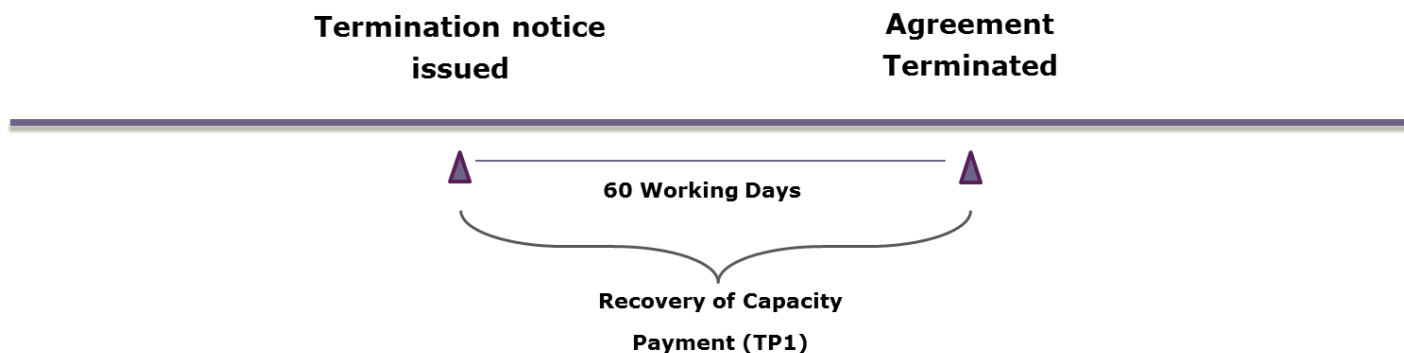 Termination notice
issued
Agreement
Terminated
60 Working Days
Recovery of Capacity
Payment (TP1)